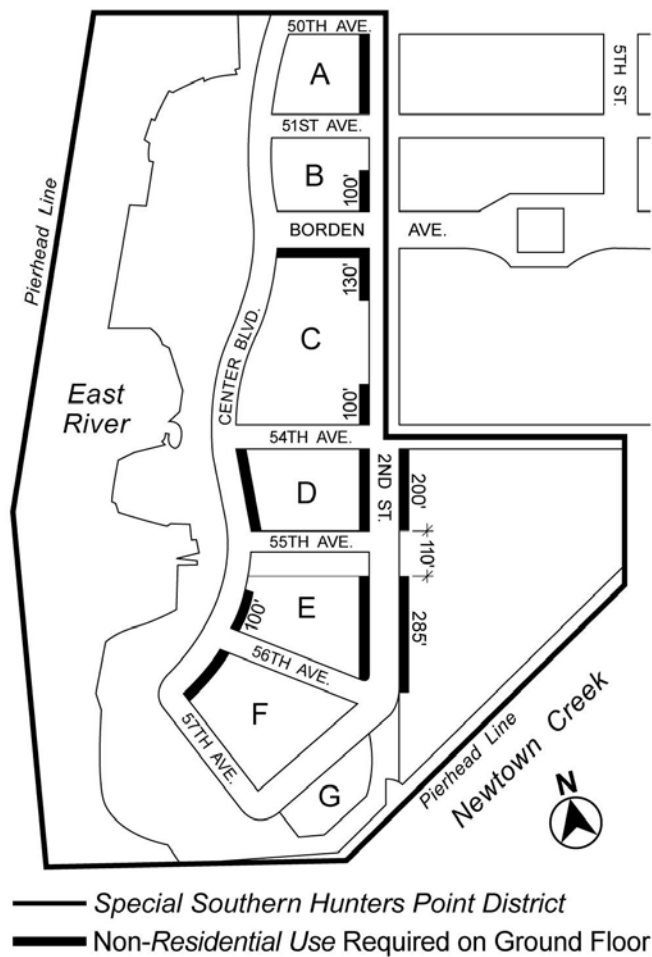 50TH AVE.
A
5TH ST.
51ST AVE.
B
100'
BORDEN AVE.
Pierhead Line
130'
C
CENTER BLVD.
East
River
100'
54TH AVE.
D
2ND ST.
200'
55TH AVE.
110'
E
100'
285'
56TH AVE.
F
57TH AVE.
G
Pierhead Line
Newtown Creek
N
Special Southern Hunters Point District
Non-Residential Use Required on Ground Floor